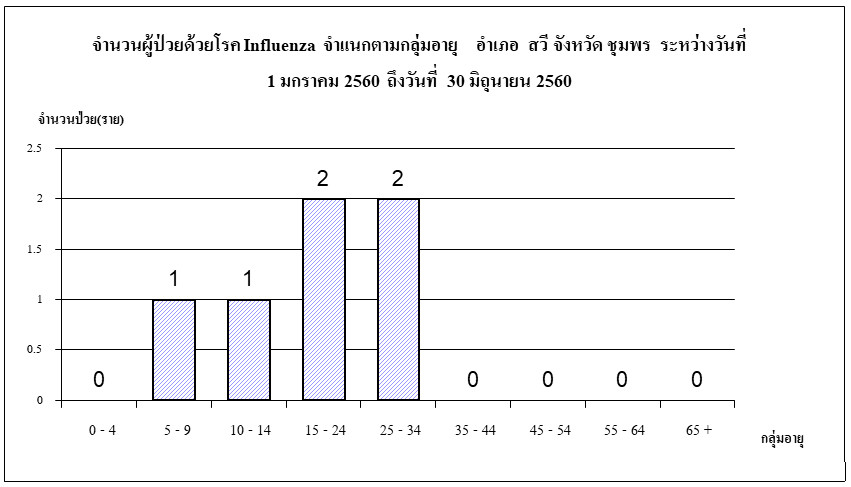 จำนวนผู้ป่วยด้วยโรค Influenza จำแนกตามกลุ่มอายุ อำเภอ สวี จังหวัด ชุมพร ระหว่างวันที่
1 มกราคม 2560 ถึงวันที่ 30 มิถุนายน 2560
จำนวนป่วย(ราย)
2.5
2
1.5
1
0.5
0
0
1
1
2
2
0
0
0
0
0 - 4
5 - 9
10 - 14
15 - 24
25 - 34
35 - 44
45 - 54
55 - 64
65 +
กลุ่มอายุ